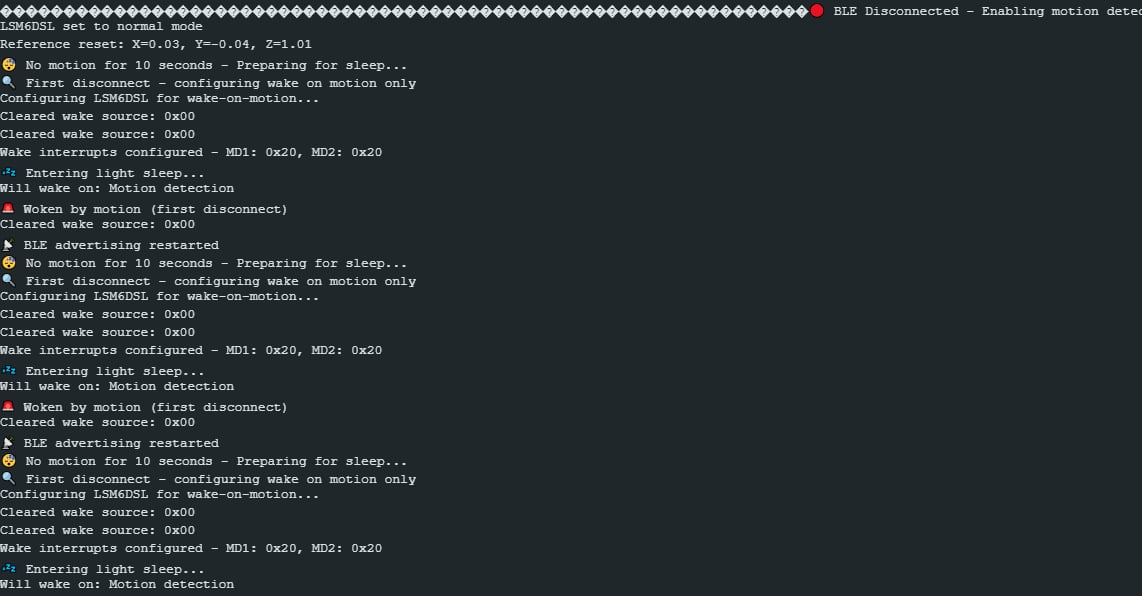 🔴 BLE Disconnected - Enabling motion
LSM6DSL set to normal mode
Reference reset: X=0.03, Y=-0.04, Z=1.01
😴 No motion for 10 seconds - Preparing for sleep...
🔍 First disconnect - configuring wake on motion only
Configuring LSM6DSL for wake-on-motion...
Cleared wake source: 0x00
Cleared wake source: 0x00
Wake interrupts configured - MD1: 0x20, MD2: 0x20
💤 Entering light sleep...
Will wake on: Motion detection
🚨 Woken by motion (first disconnect)
Cleared wake source: 0x00
📡 BLE advertising restarted
😴 No motion for 10 seconds - Preparing for sleep...
🔍 First disconnect - configuring wake on motion only
Configuring LSM6DSL for wake-on-motion...
Cleared wake source: 0x00
Cleared wake source: 0x00
Wake interrupts configured - MD1: 0x20, MD2: 0x20
💤 Entering light sleep...
Will wake on: Motion detection
🚨 Woken by motion (first disconnect)
Cleared wake source: 0x00
📡 BLE advertising restarted
😴 No motion for 10 seconds - Preparing for sleep...
🔍 First disconnect - configuring wake on motion only
Configuring LSM6DSL for wake-on-motion...
Cleared wake source: 0x00
Cleared wake source: 0x00
Wake interrupts configured - MD1: 0x20, MD2: 0x20
💤 Entering light sleep...
Will wake on: Motion detection